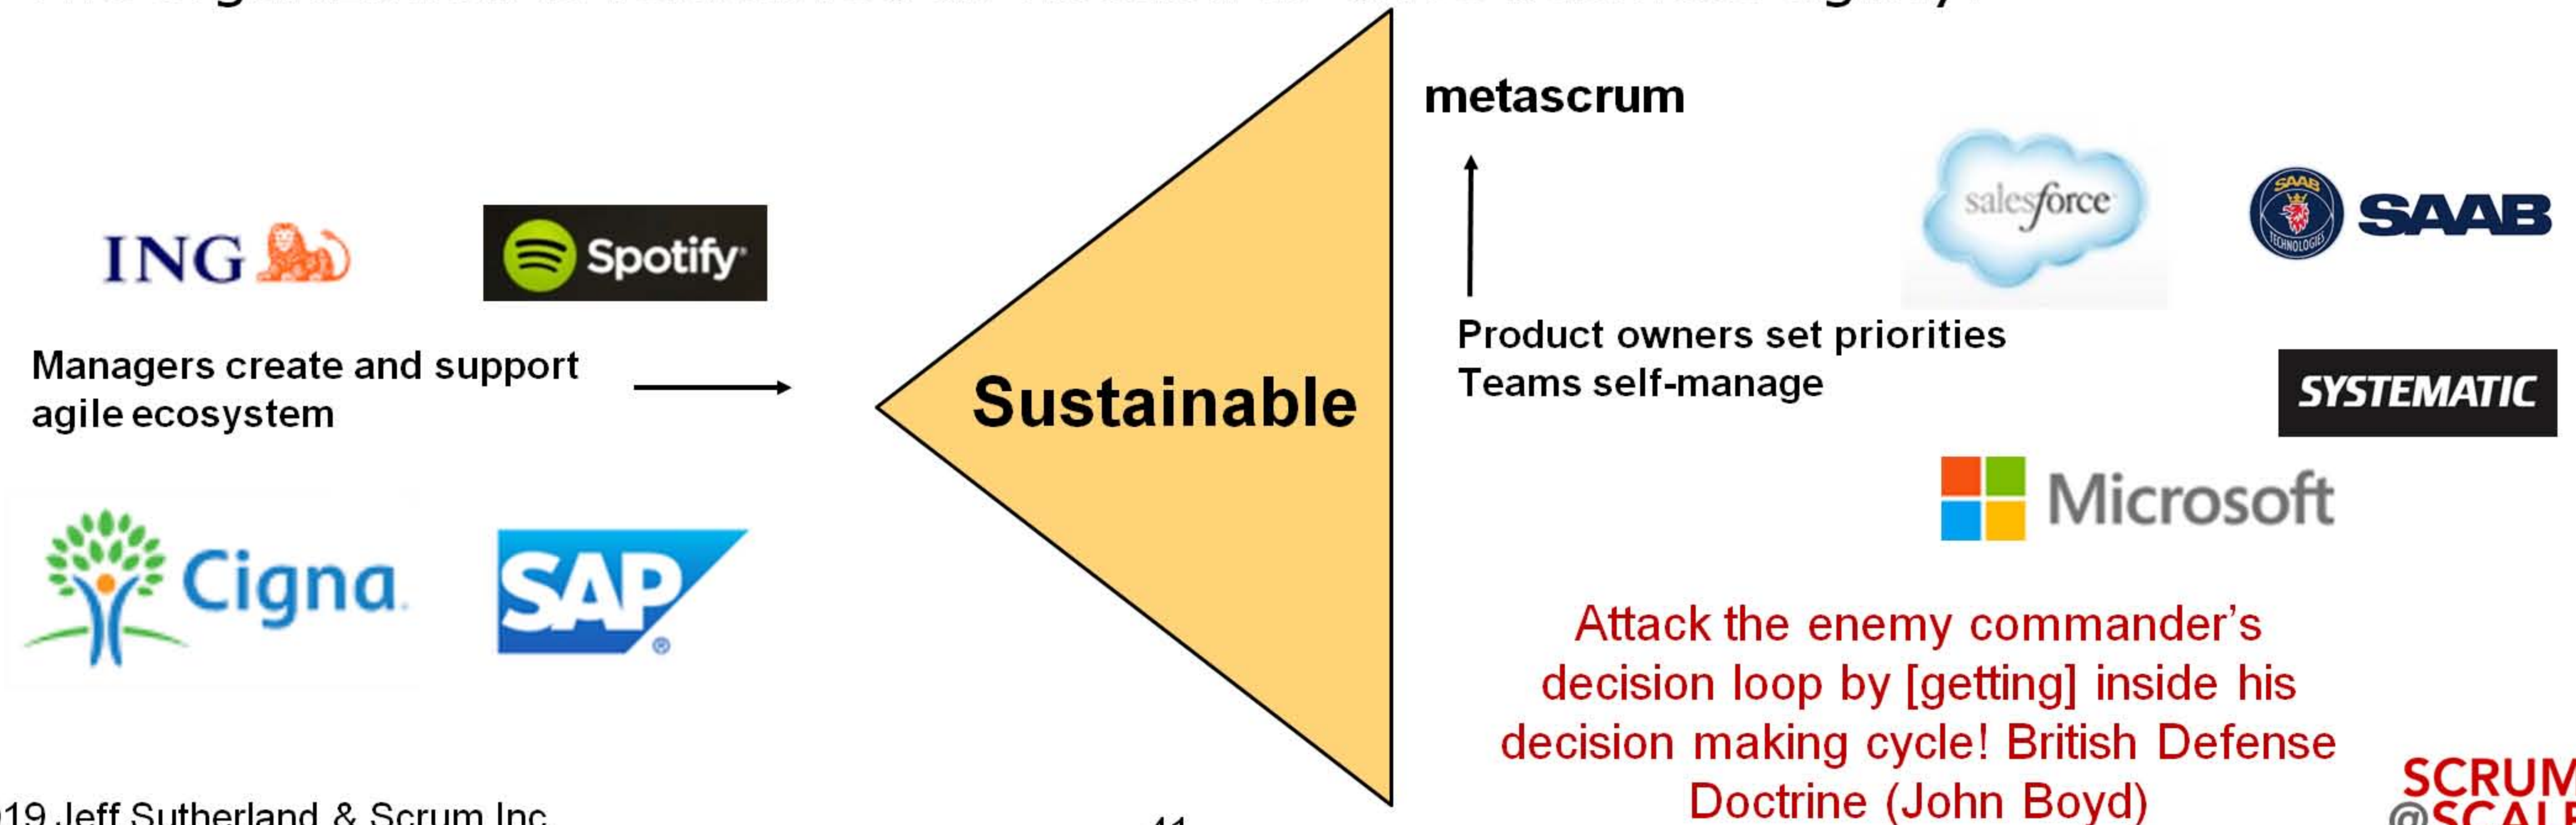 metascrum
ING
Spotify
salesforce
SAAB
TECHNOLOGIES
SAAB
Managers create and support
agile ecosystem
Sustainable
Product owners set priorities
Teams self-manage
SYSTEMATIC
Microsoft
Cigna
SAP
Attack the enemy commander's
decision loop by [getting] inside his
decision making cycle! British Defense
Doctrine (John Boyd)
Jeff Sutherland & Scrum Inc
SCRUM